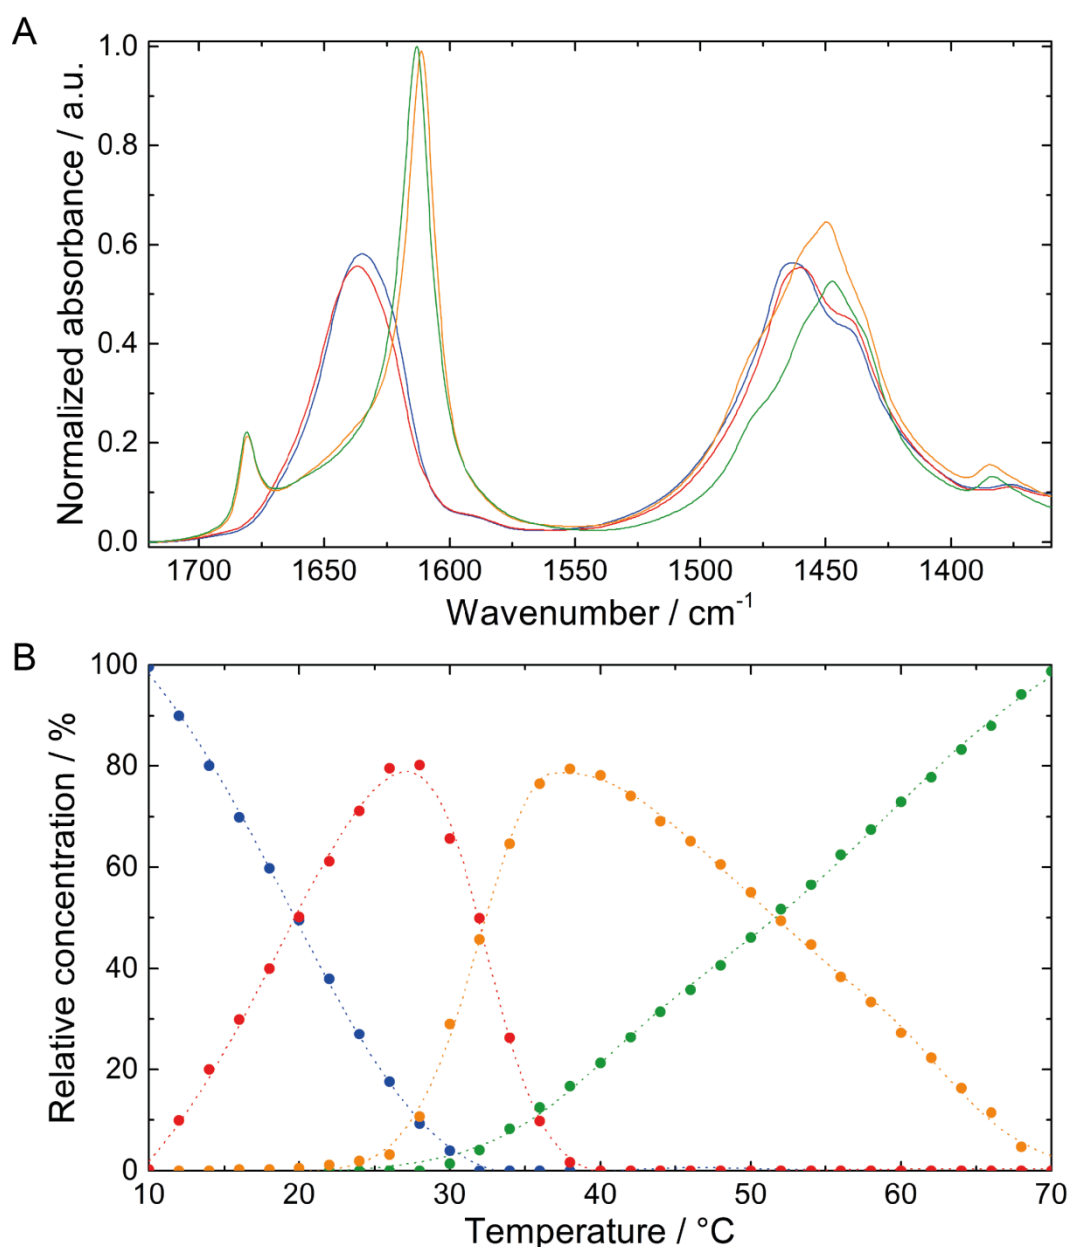 A
1.0
0.8
0.6
0.4
0.2
0.0
Normalized absorbance / a.u.
1700 1650 1600 1550 1500 1450 1400
Wavenumber / cm⁻¹
B
100
80
60
40
20
0
Relative concentration / %
10 20 30 40 50 60 70
Temperature / °C